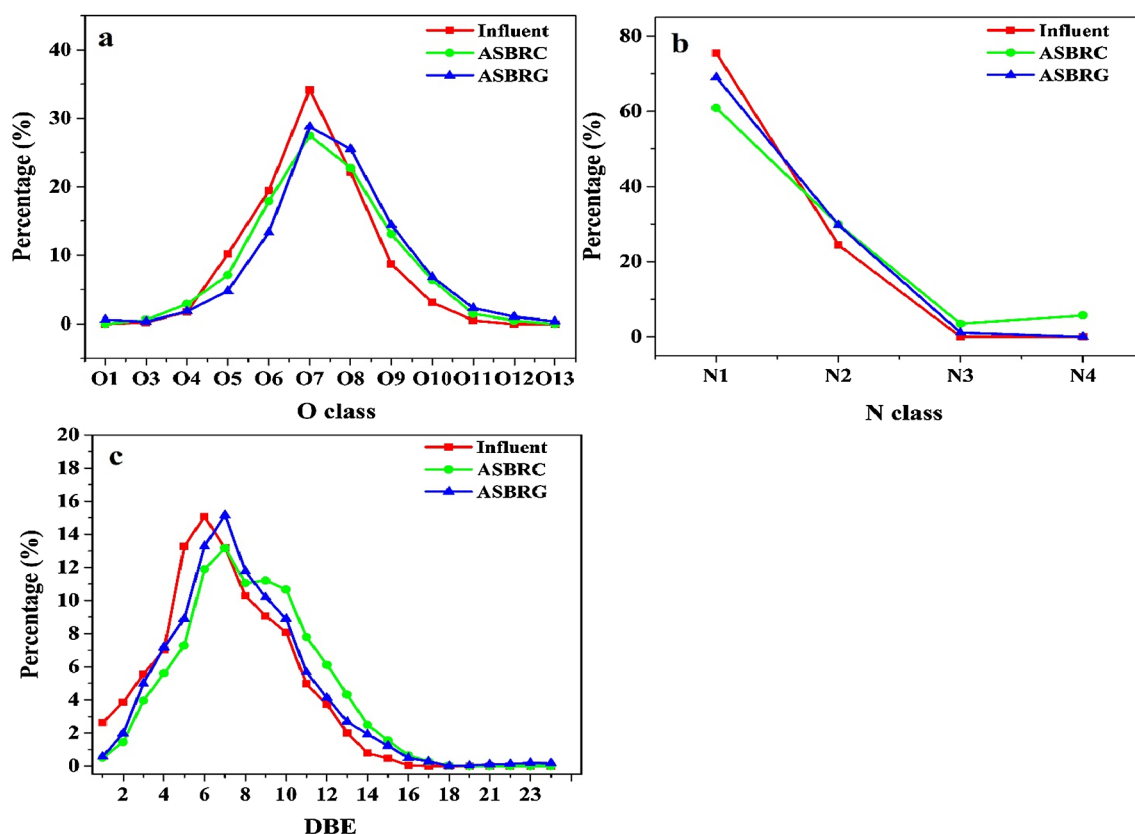 a
Influent
ASBRC
ASBRG
40
30
20
10
0
Percentage (%)
O1 O3 O4 O5 O6 O7 O8 O9 O10 O11 O12 O13
O class
b
Influent
ASBRC
ASBRG
80
60
40
20
0
Percentage (%)
N1 N2 N3 N4
N class
c
Influent
ASBRC
ASBRG
20
18
16
14
12
10
8
6
4
2
0
Percentage (%)
2 4 6 8 10 12 14 16 18 21 23
DBE